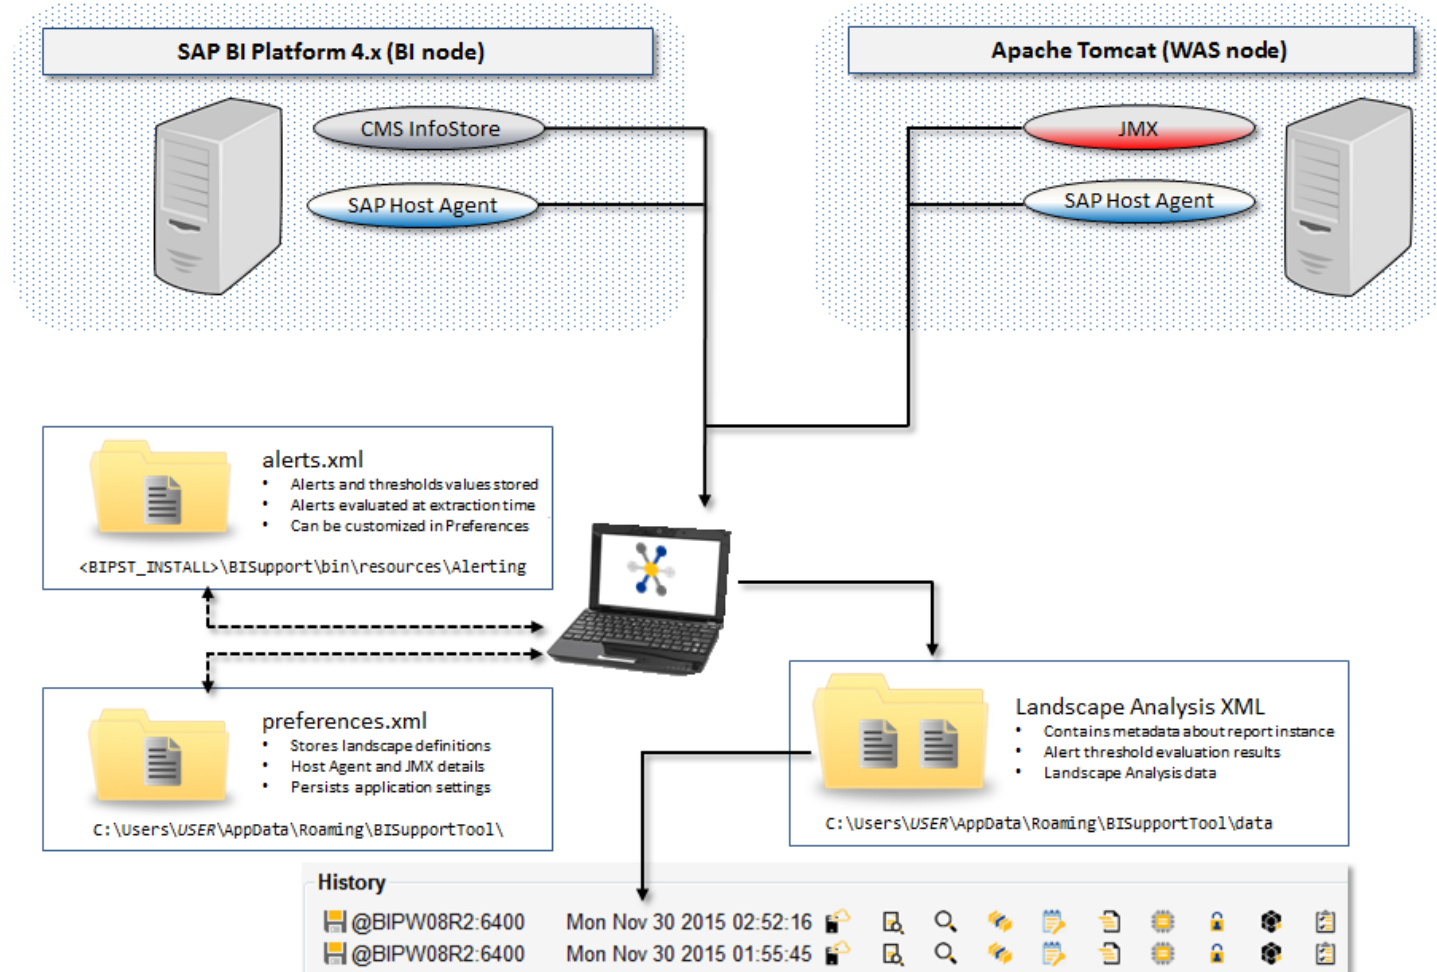 SAP BI Platform 4.x (BI node)
CMS InfoStore
SAP Host Agent
Apache Tomcat (WAS node)
JMX
SAP Host Agent
alerts.xml
• Alerts and thresholds values stored
• Alerts evaluated at extraction time
• Can be customized in Preferences
<BIPST_INSTALL>\BISupport\bin\resources\Alerting
preferences.xml
• Stores landscape definitions
• Host Agent and JMX details
• Persists application settings
C:\Users\USER\AppData\Roaming\BISupportTool\
Landscape Analysis XML
• Contains metadata about report instance
• Alert threshold evaluation results
• Landscape Analysis data
C:\Users\USER\AppData\Roaming\BISupportTool\data
History
@BIPW08R2:6400 Mon Nov 30 2015 02:52:16
@BIPW08R2:6400 Mon Nov 30 2015 01:55:45